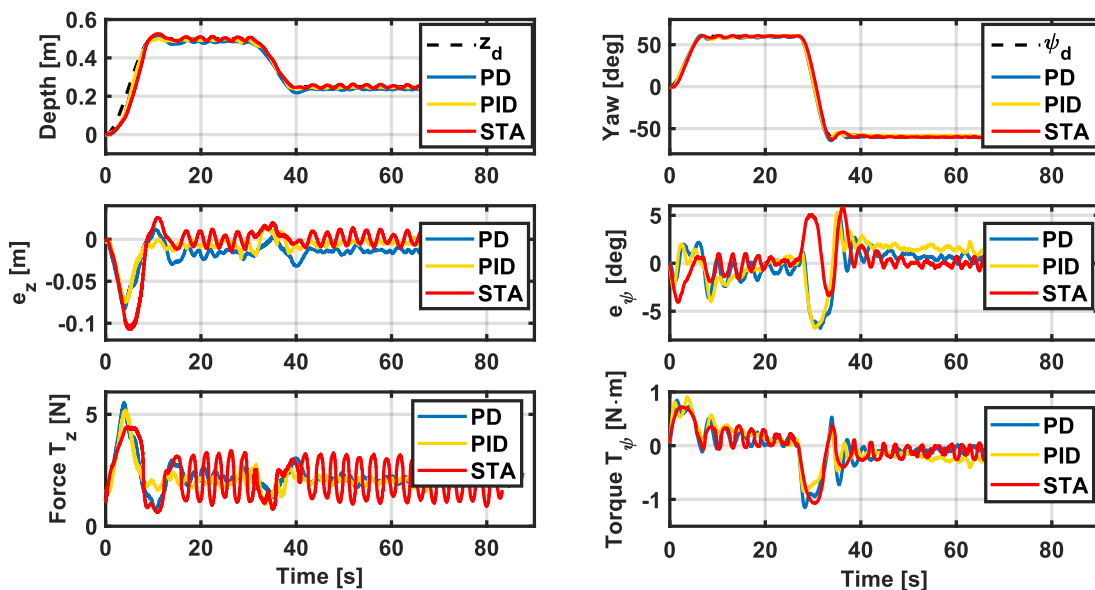 0.6
0.4
0.2
0
Depth [m]
z_d
PD
PID
STA
0 20 40 60 80
50
0
-50
Yaw [deg]
ψ_d
PD
PID
STA
0 20 40 60 80
0
-0.05
-0.1
e_z[m]
PD
PID
STA
0 20 40 60 80
5
0
-5
e_ψ [deg]
PD
PID
STA
0 20 40 60 80
5
0
Force T_z [N]
PD
PID
STA
0 20 40 60 80
Time [s]
1
0
-1
Torque T_ψ [N·m]
PD
PID
STA
0 20 40 60 80
Time [s]